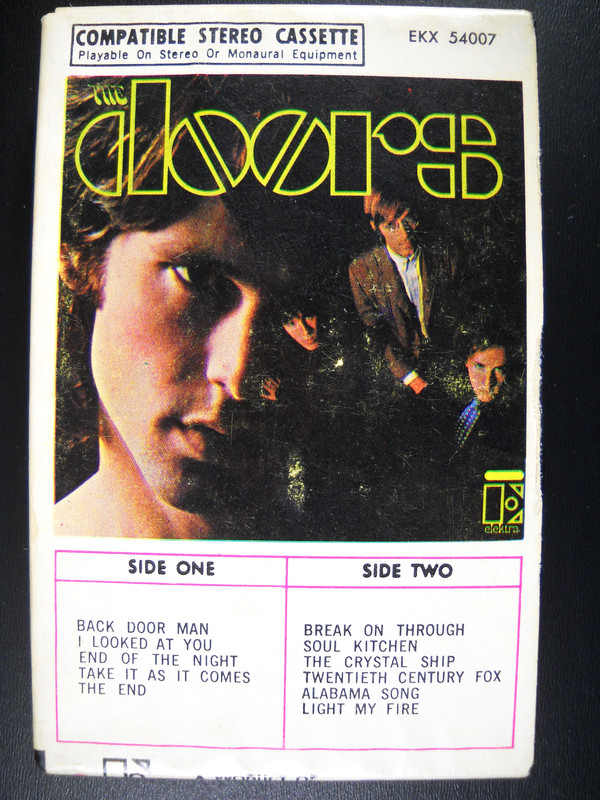 COMPATIBLE STEREO CASSETTE
Playable On Stereo Or Monaural Equipment
EKX 54007
THE
doors
elektra
SIDE ONE
BACK DOOR MAN
I LOOKED AT YOU
END OF THE NIGHT
TAKE IT AS IT COMES
THE END
SIDE TWO
BREAK ON THROUGH
SOUL KITCHEN
THE CRYSTAL SHIP
TWENTIETH CENTURY FOX
ALABAMA SONG
LIGHT MY FIRE